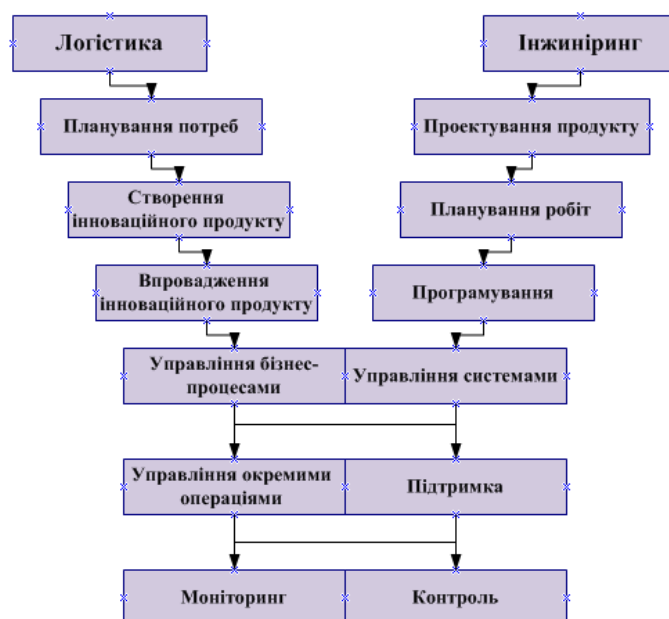 Логістика
Інжиніринг
Планування потреб
Проектування продукту
Створення
інноваційного продукту
Планування робіт
Впровадження
інноваційного продукту
Програмування
Управління бізнес-
процесами
Управління системами
Управління окремими
операціями
Підтримка
Моніторинг
Контроль